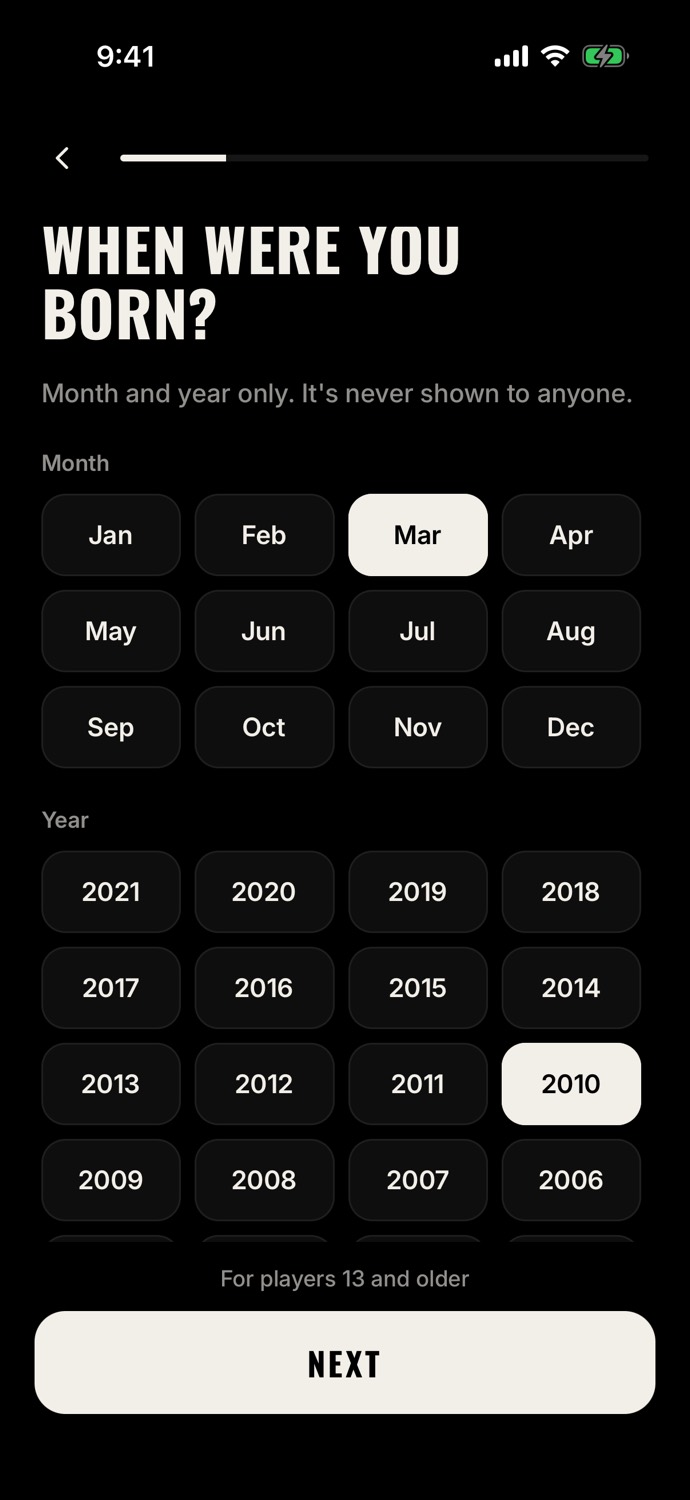 9:41
WHEN WERE YOU
BORN?
Month and year only. It's never shown to anyone.
Month
Jan Feb Mar Apr
May Jun Jul Aug
Sep Oct Nov Dec
Year
2021 2020 2019 2018
2017 2016 2015 2014
2013 2012 2011 2010
2009 2008 2007 2006
For players 13 and older
NEXT